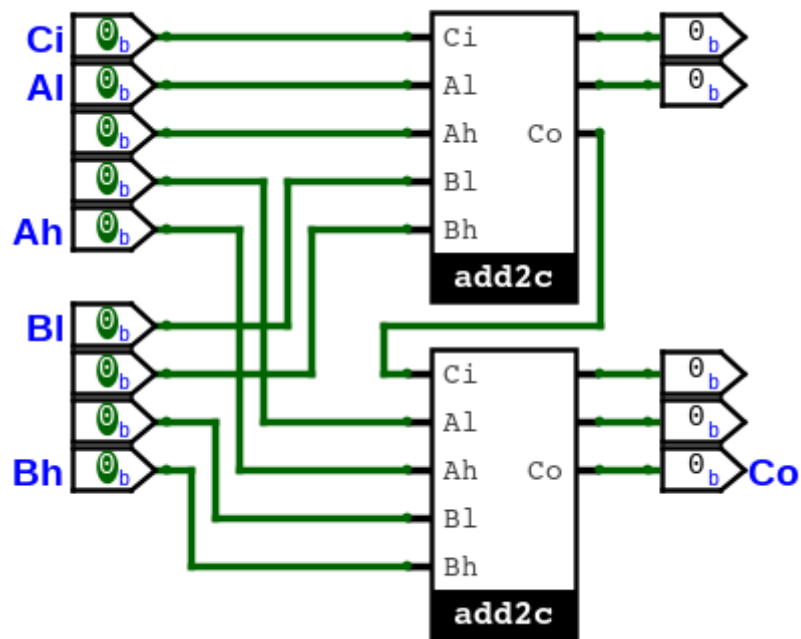 Ci 0b Ci 0b
Al 0b Al 0b
0b Ah Co
0b Bl
Ah 0b Bh
add2c
Bl 0b
0b Ci 0b
0b Al 0b
Bh 0b Ah Co 0b Co
Bl
Bh
add2c